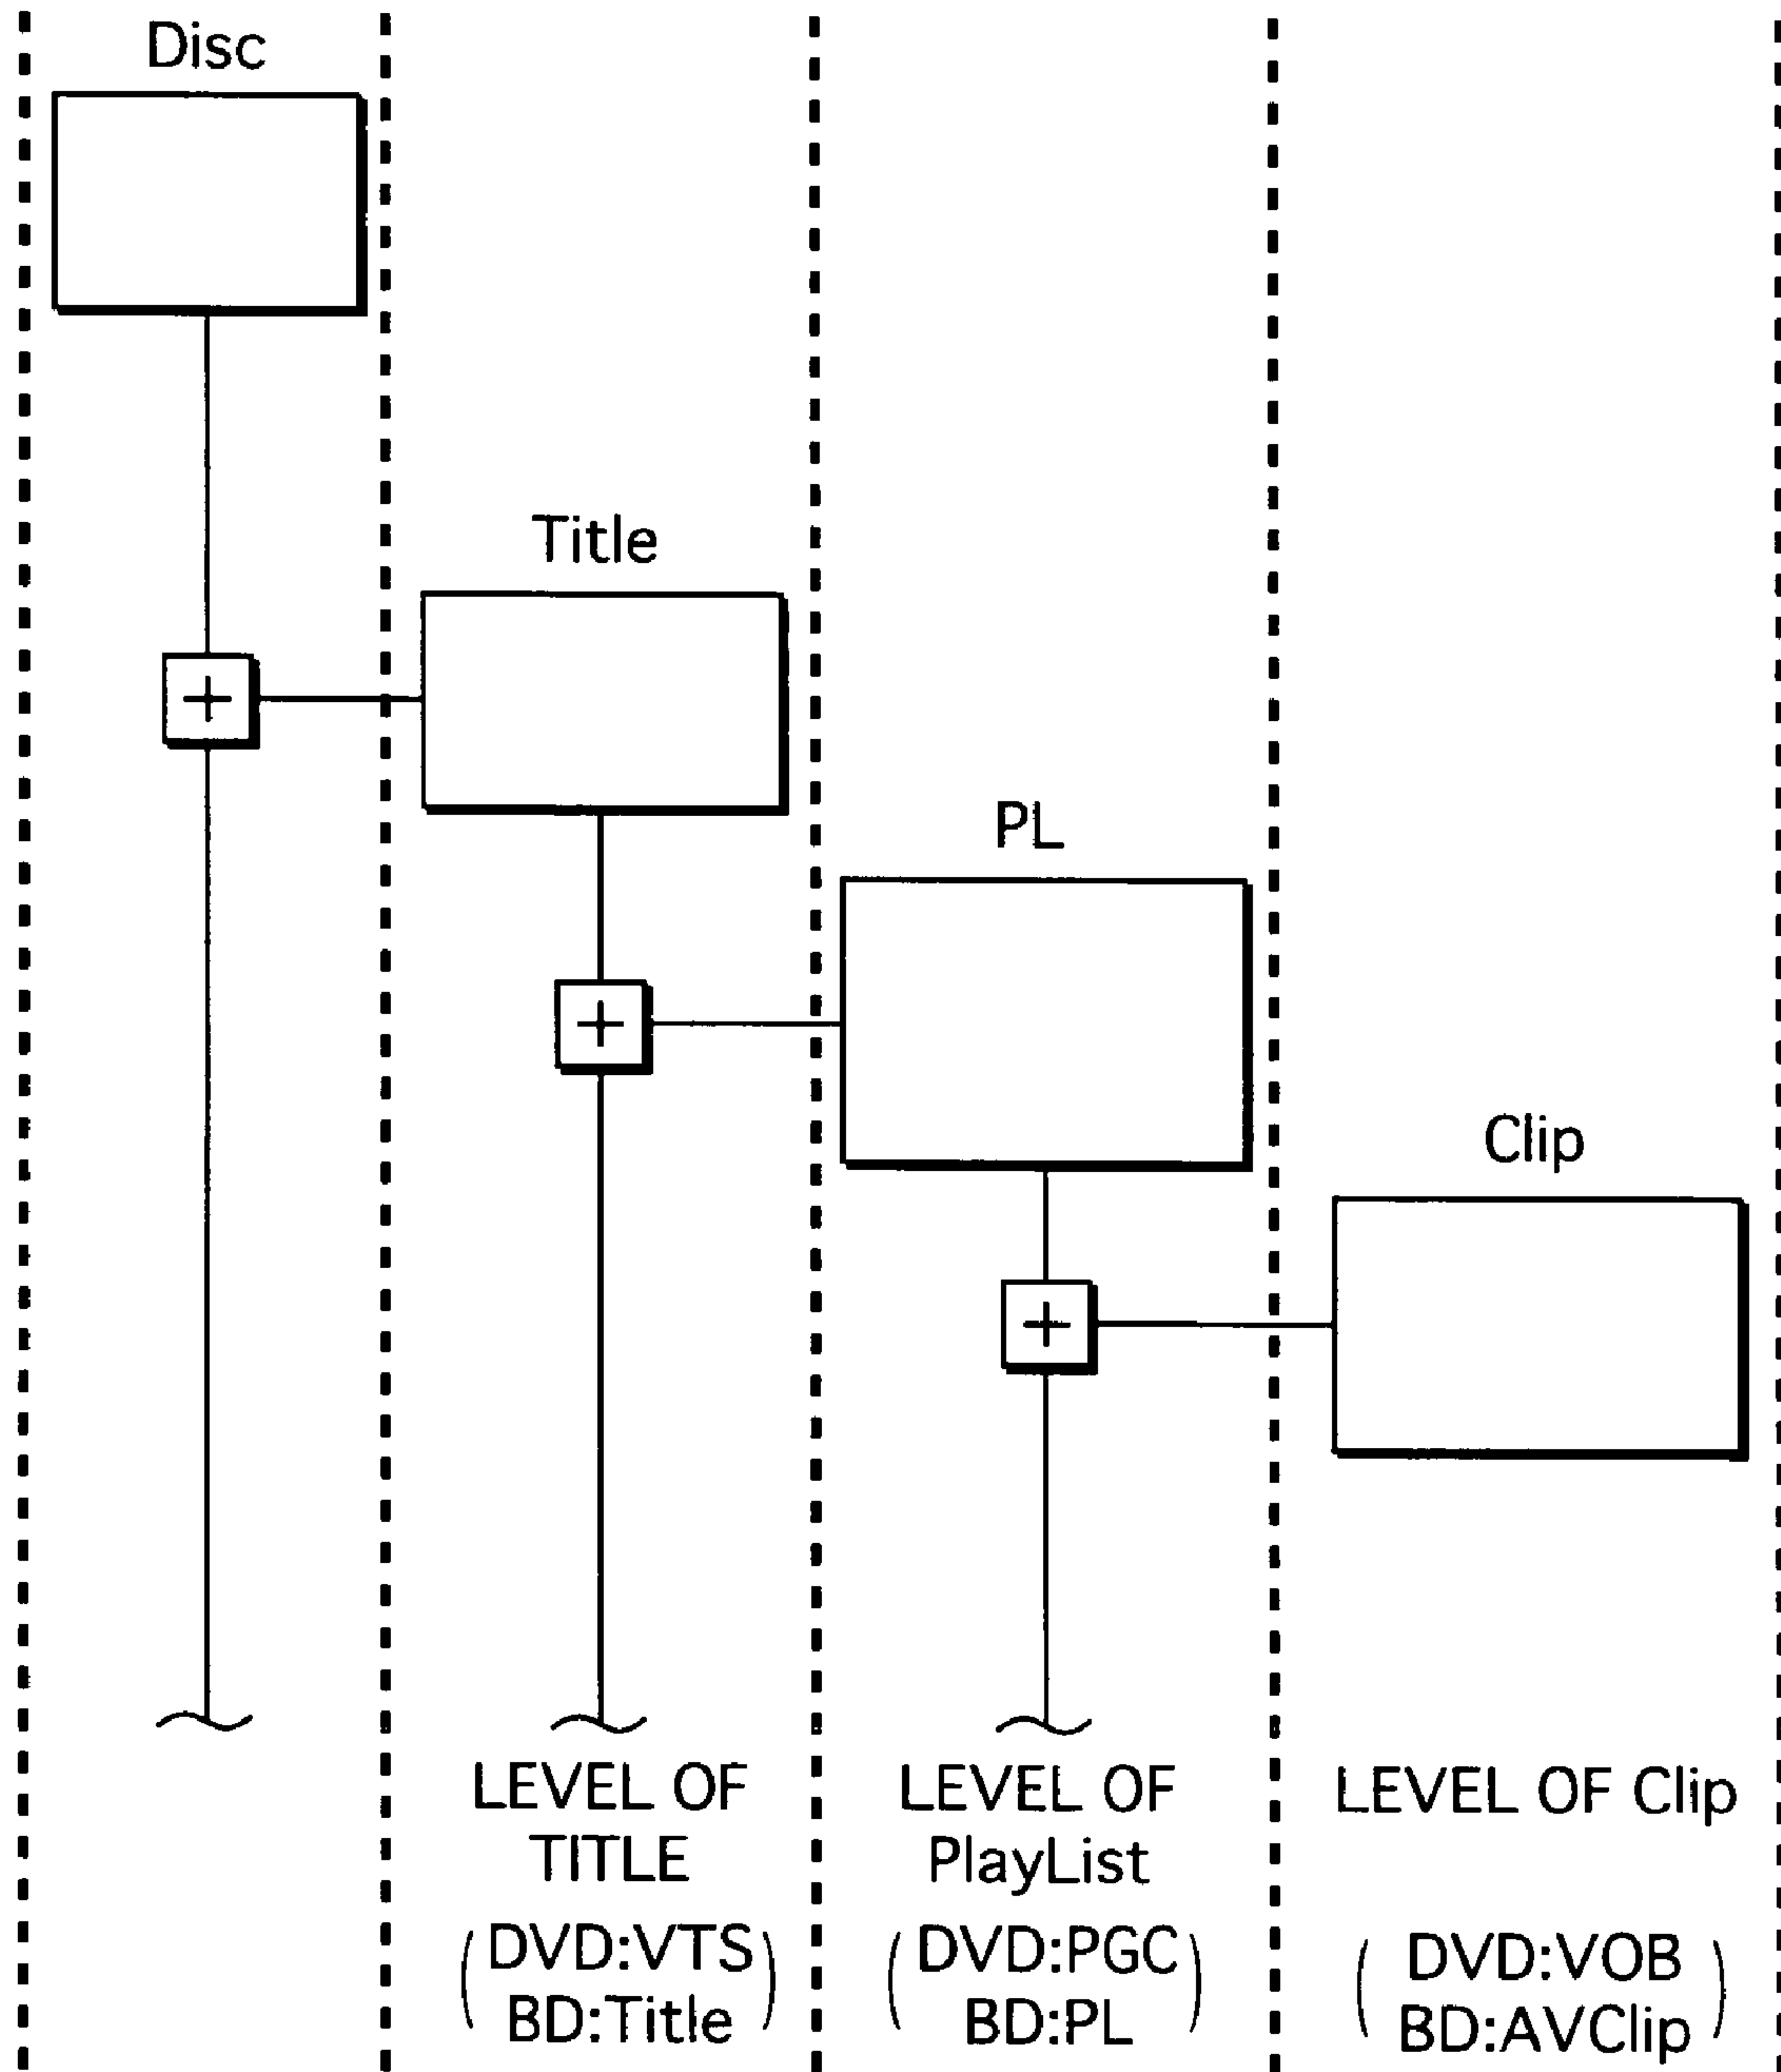 Disc
Title
PL
Clip
+
+
+
LEVEL OF
TITLE
(DVD:VTS
BD:Title)
LEVEL OF
PlayList
(DVD:PGC
BD:PL)
LEVEL OF Clip
(DVD:VOB
BD:AVClip)